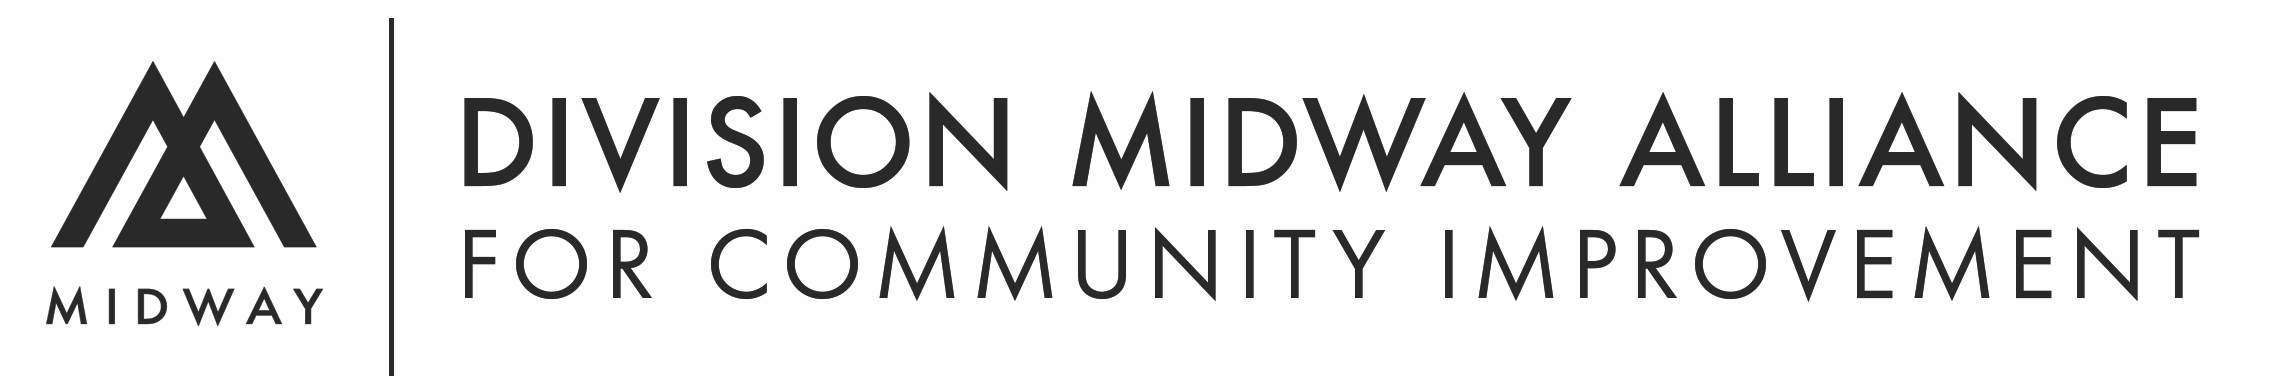 MIDWAY
DIVISION MIDWAY ALLIANCE
FOR COMMUNITY IMPROVEMENT